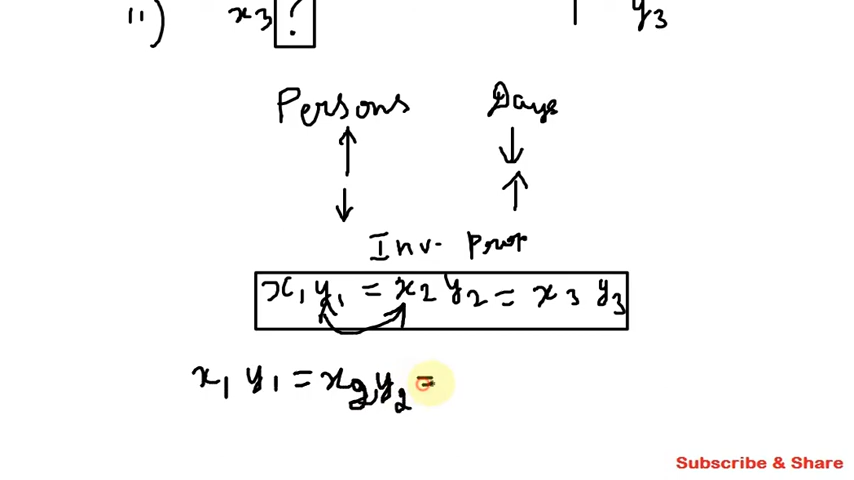 11) x3 ? | y3
Persons Days
Inv. Prop
x1 y1 = x2 y2 = x3 y3
x1 y1 = x2 y2 =
Subscribe & Share